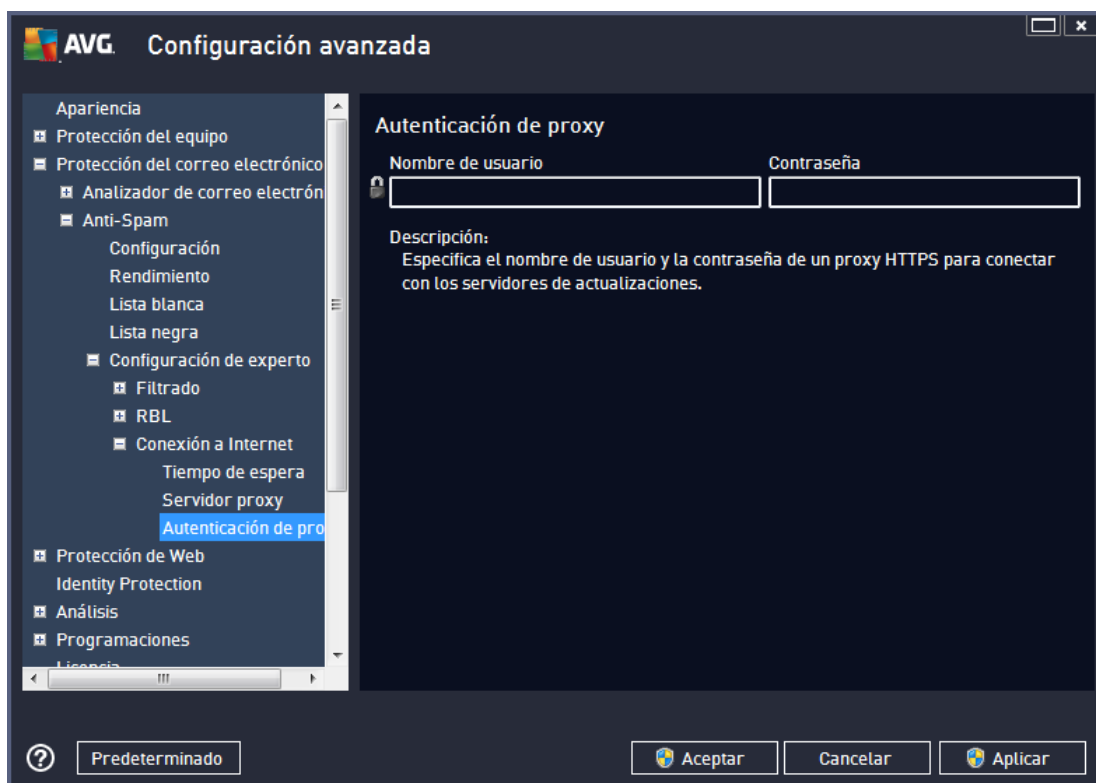 AVG. Configuración avanzada
Apariencia
Protección del equipo
Protección del correo electrónico
Analizador de correo electrón
Anti-Spam
Configuración
Rendimiento
Lista blanca
Lista negra
Configuración de experto
Filtrado
RBL
Conexión a Internet
Tiempo de espera
Servidor proxy
Autenticación de pro
Protección de Web
Identity Protection
Análisis
Programaciones
Licencia
Autenticación de proxy
Nombre de usuario Contraseña
Descripción:
Especifica el nombre de usuario y la contraseña de un proxy HTTPS para conectar
con los servidores de actualizaciones.
Predeterminado Aceptar Cancelar Aplicar